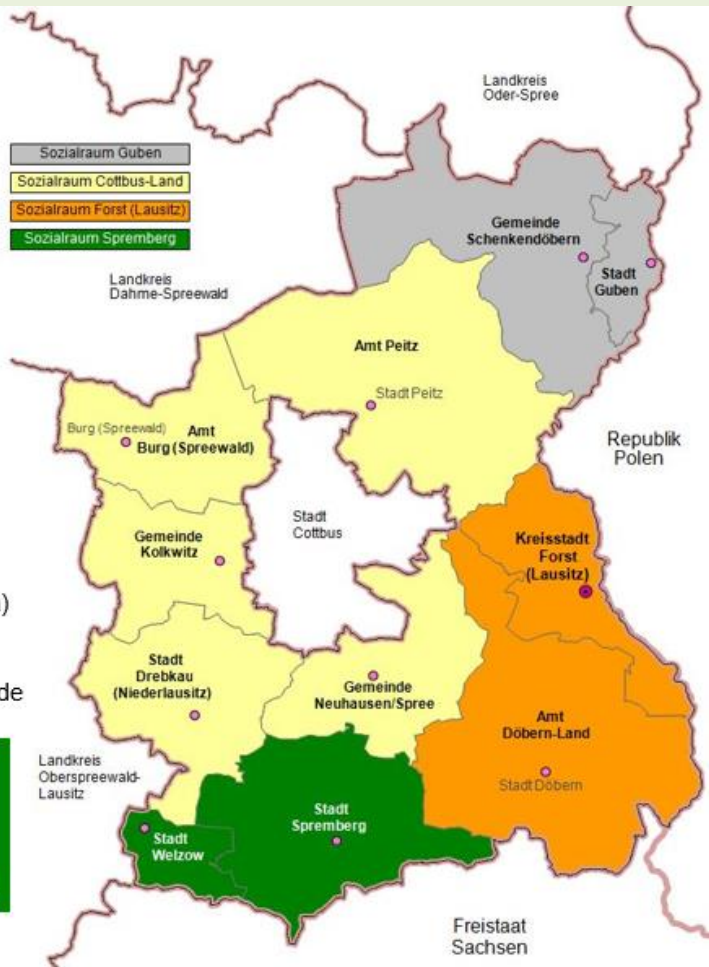 Landkreis
Oder-Spree
Sozialraum Guben
Sozialraum Cottbus-Land
Sozialraum Forst (Lausitz)
Sozialraum Spremberg
Gemeinde
Schenkendöbern
Stadt
Guben
Landkreis
Dahme-Spreewald
Amt Peitz
Stadt Peitz
Burg (Spreewald)
Amt
Burg (Spreewald)
Republik
Polen
Stadt
Cottbus
Gemeinde
Kolkwitz
Kreisstadt
Forst
(Lausitz)
)
Stadt
Drebkau
(Niederlausitz)
Gemeinde
Neuhausen/Spree
de
Amt
Döbern-Land
Stadt Döbern
Landkreis
Oberspreewald-
Lausitz
Stadt
Spremberg
Stadt
Welzow
Freistaat
Sachsen